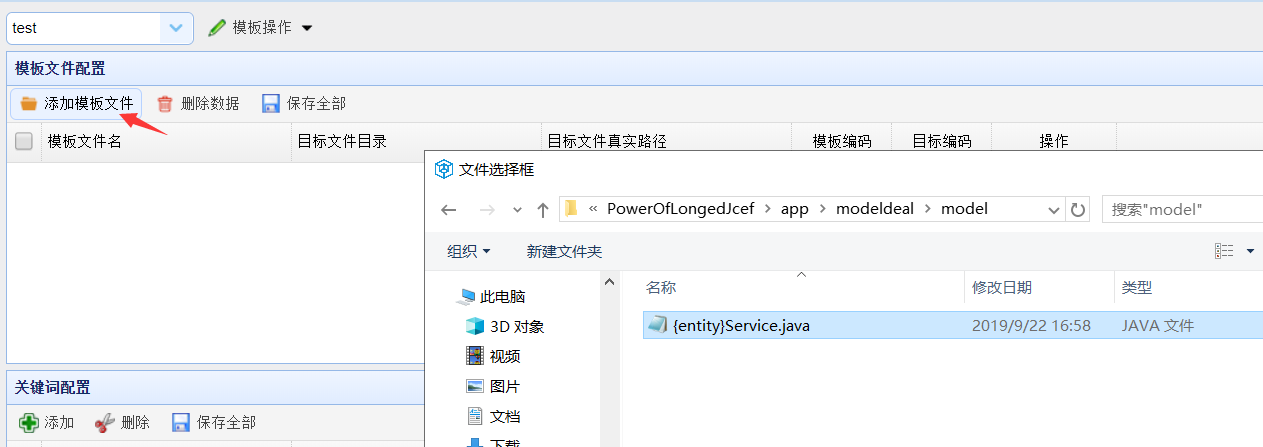 test 模板操作
模板文件配置
添加模板文件 删除数据 保存全部
模板文件名 目标文件目录 目标文件真实路径 模板编码 目标编码 操作
文件选择框
« PowerOfLongedJcef › app › modeldeal › model 搜索"model"
组织 新建文件夹
名称 修改日期 类型
此电脑
{entity}Service.java 2019/9/22 16:58 JAVA 文件
3D 对象
视频
图片
文档
下载
关键词配置
添加 删除 保存全部